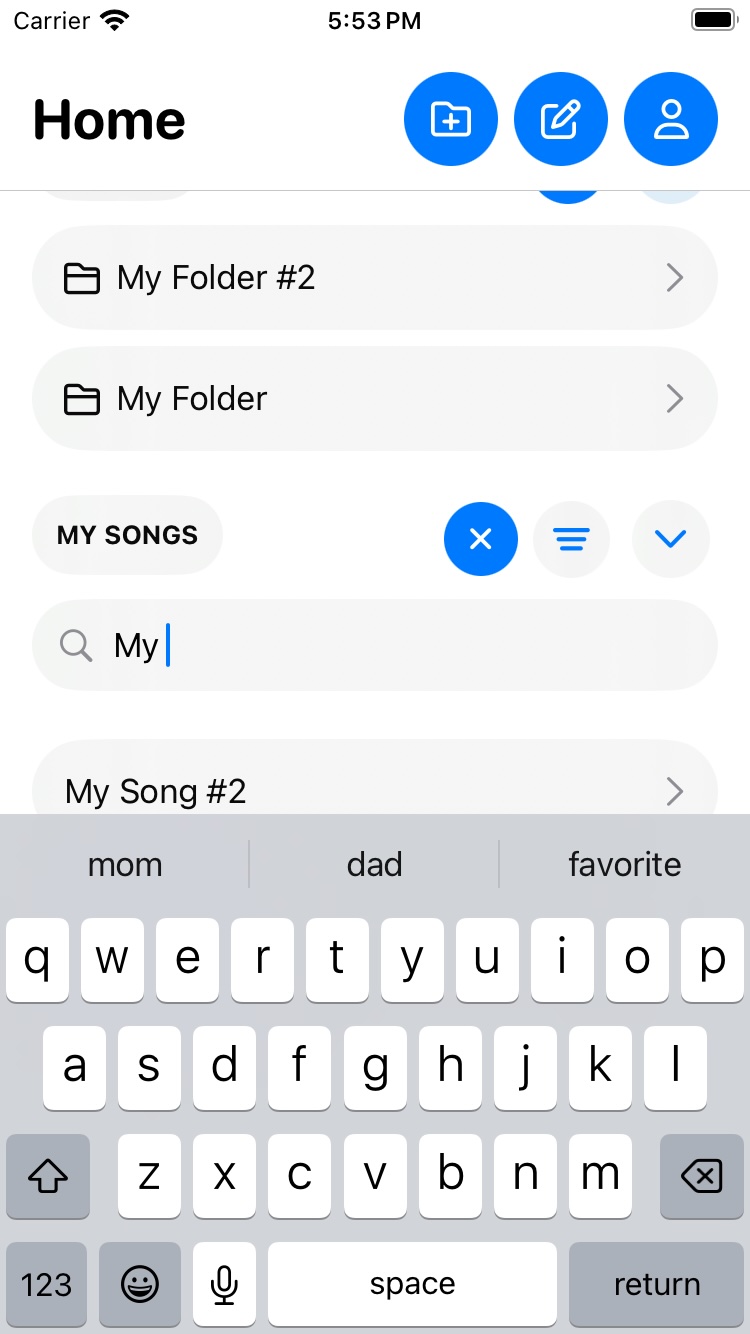 Carrier 5:53 PM
Home
My Folder #2
My Folder
MY SONGS
My
My Song #2
mom dad favorite
q w e r t y u i o p
a s d f g h j k l
z x c v b n m
123 space return